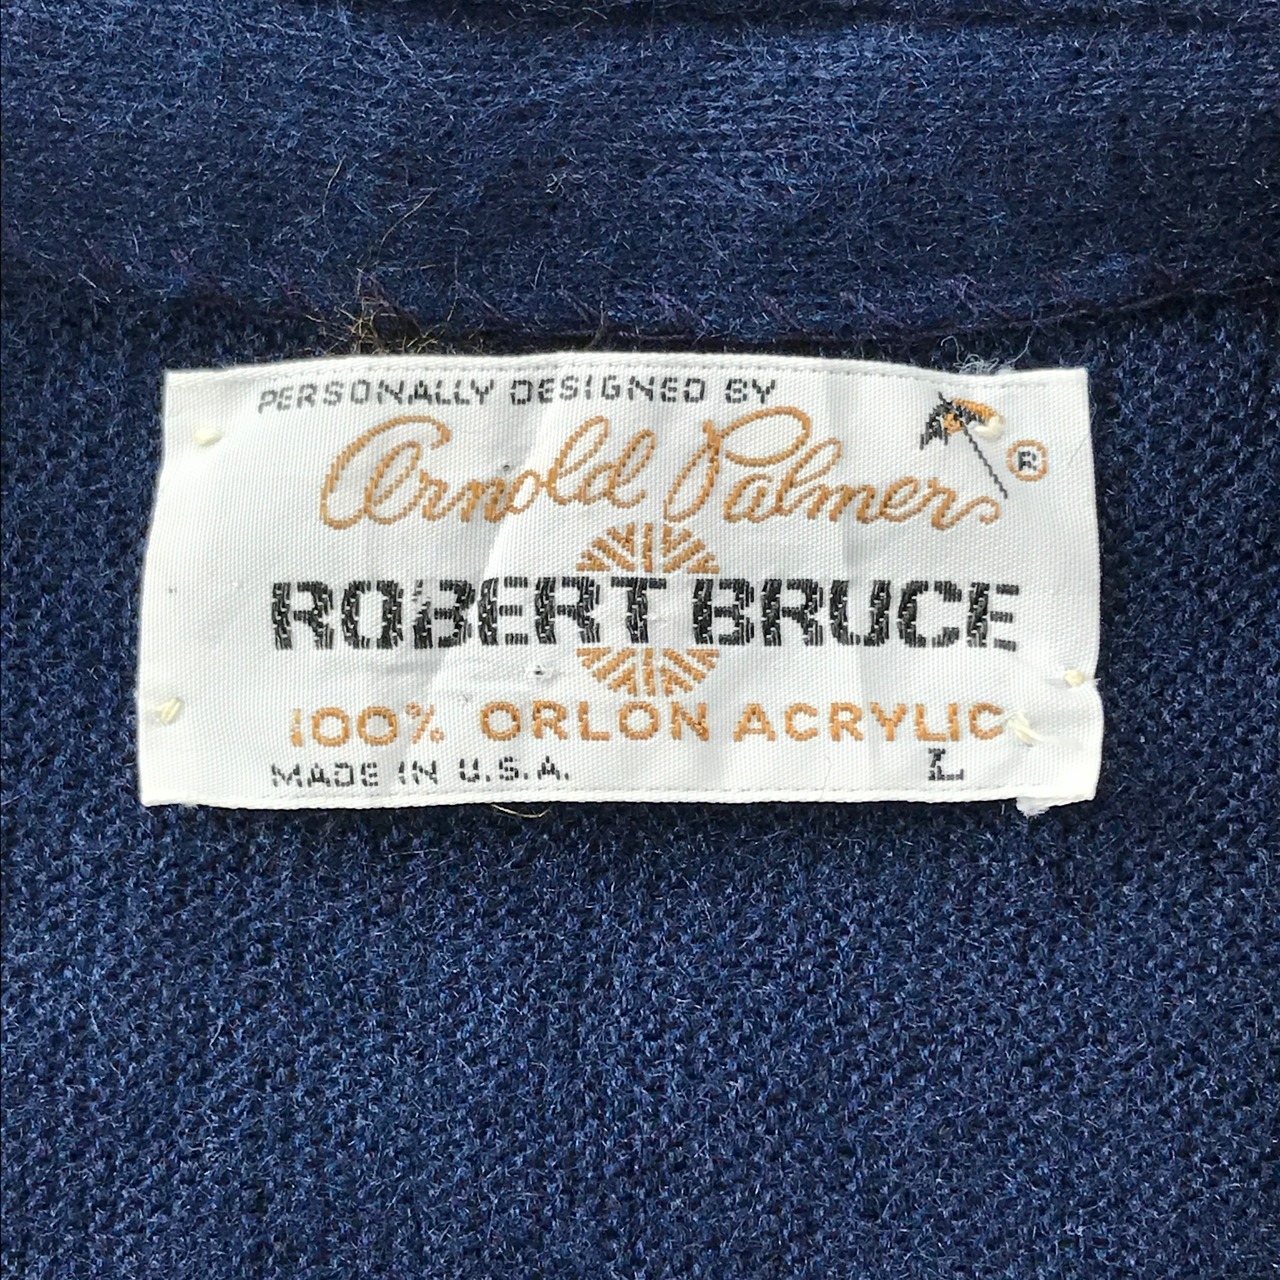 PERSONALLY DESIGNED BY
Arnold Palmer ®
ROBERT BRUCE
100% ORLON ACRYLIC
MADE IN U.S.A. L